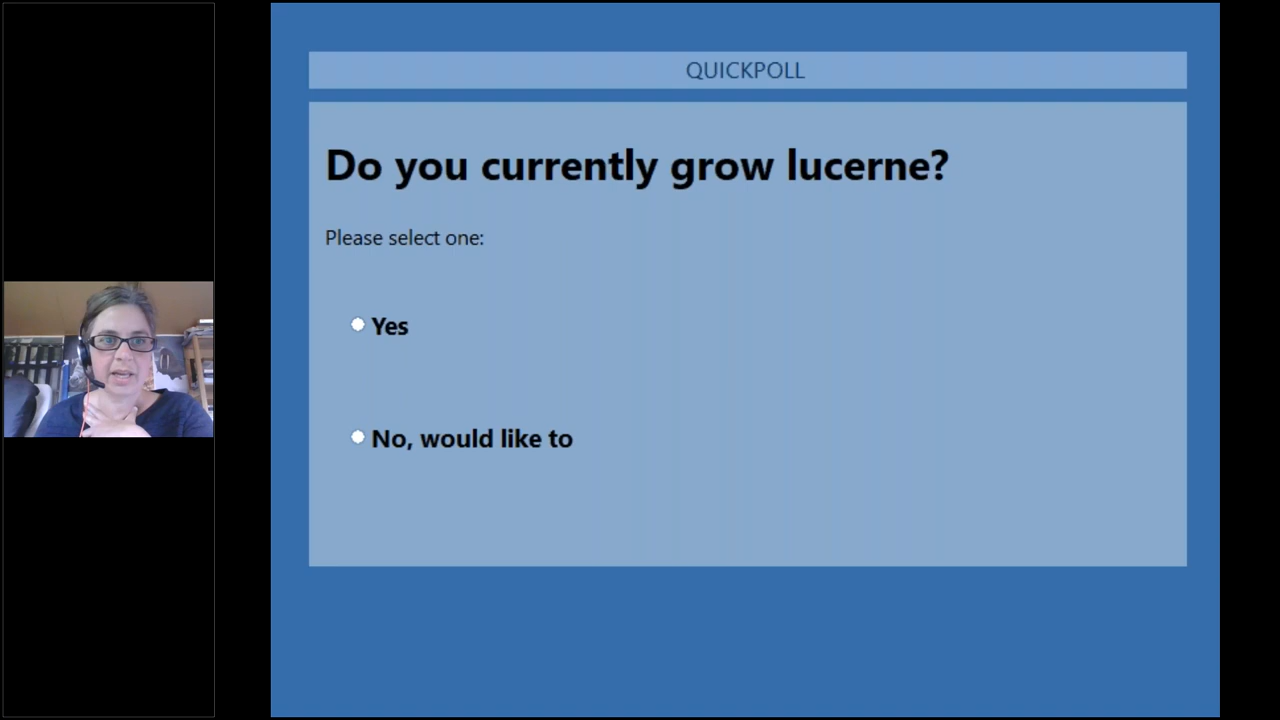 QUICKPOLL
Do you currently grow lucerne?
Please select one:
Yes
No, would like to